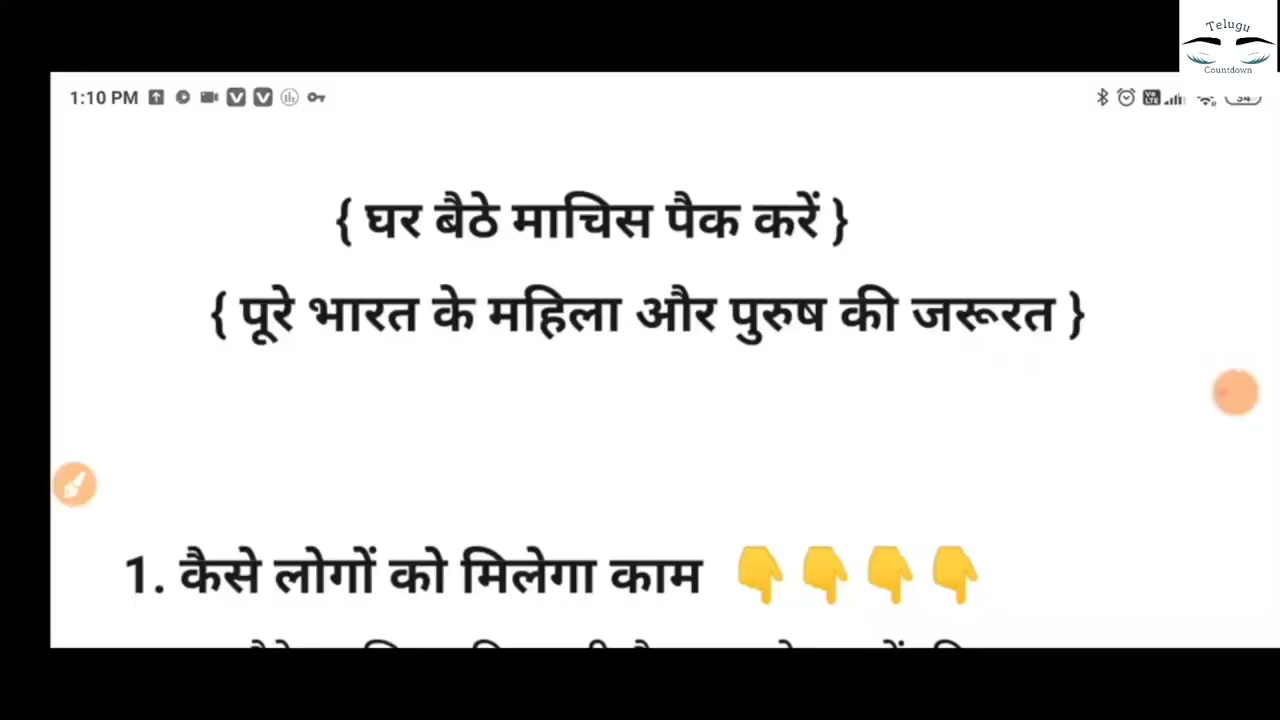 Telugu
Countdown
1:10 PM
{ घर बैठे माचिस पैक करें }
{ पूरे भारत के महिला और पुरुष की जरूरत }
1. कैसे लोगों को मिलेगा काम 👇👇👇👇